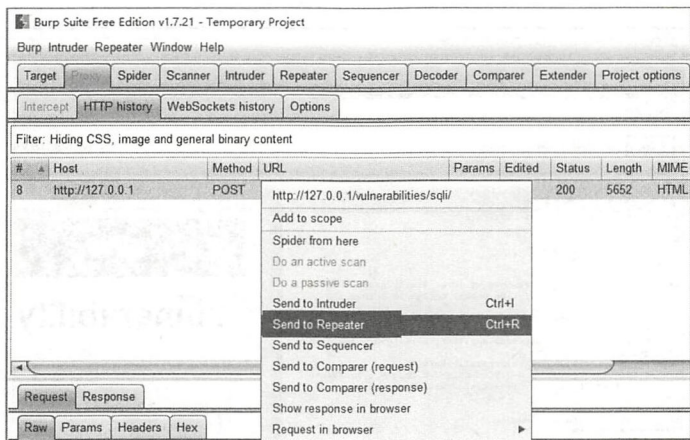 Burp Suite Free Edition v1.7.21 - Temporary Project
Burp Intruder Repeater Window Help
Target Proxy Spider Scanner Intruder Repeater Sequencer Decoder Comparer Extender Project options
Intercept HTTP history WebSockets history Options
Filter: Hiding CSS, image and general binary content
# Host Method URL Params Edited Status Length MIME
8 http://127.0.0.1 POST 200 5652 HTML
http://127.0.0.1/vulnerabilities/sqli/
Add to scope
Spider from here
Do an active scan
Do a passive scan
Send to Intruder Ctrl+I
Send to Repeater Ctrl+R
Send to Sequencer
Send to Comparer (request)
Send to Comparer (response)
Show response in browser
Request in browser
Request Response
Raw Params Headers Hex